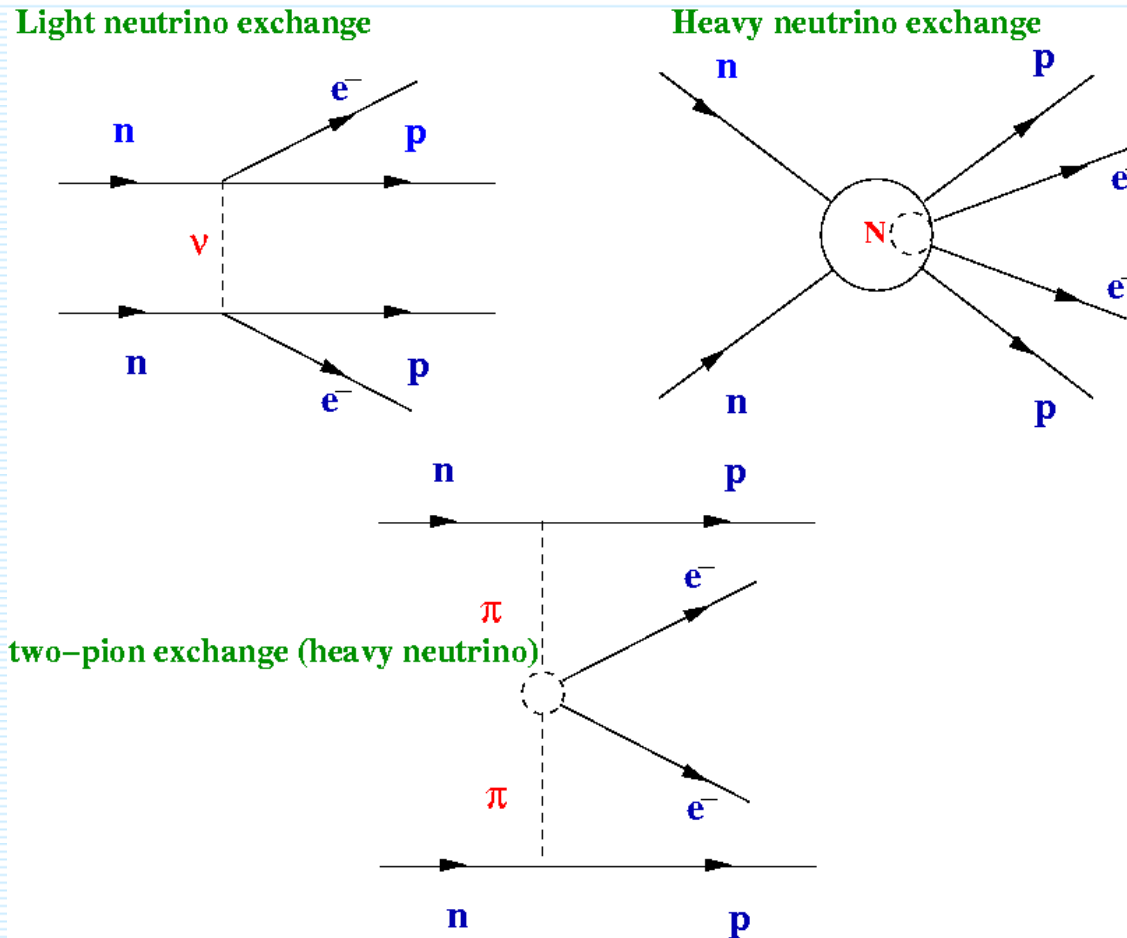 Light neutrino exchange
Heavy neutrino exchange
n
e⁻
p
ν
n
e⁻
p
n
p
N
e⁻
e⁻
n
p
n
p
π
e⁻
two−pion exchange (heavy neutrino)
π
e⁻
n
p